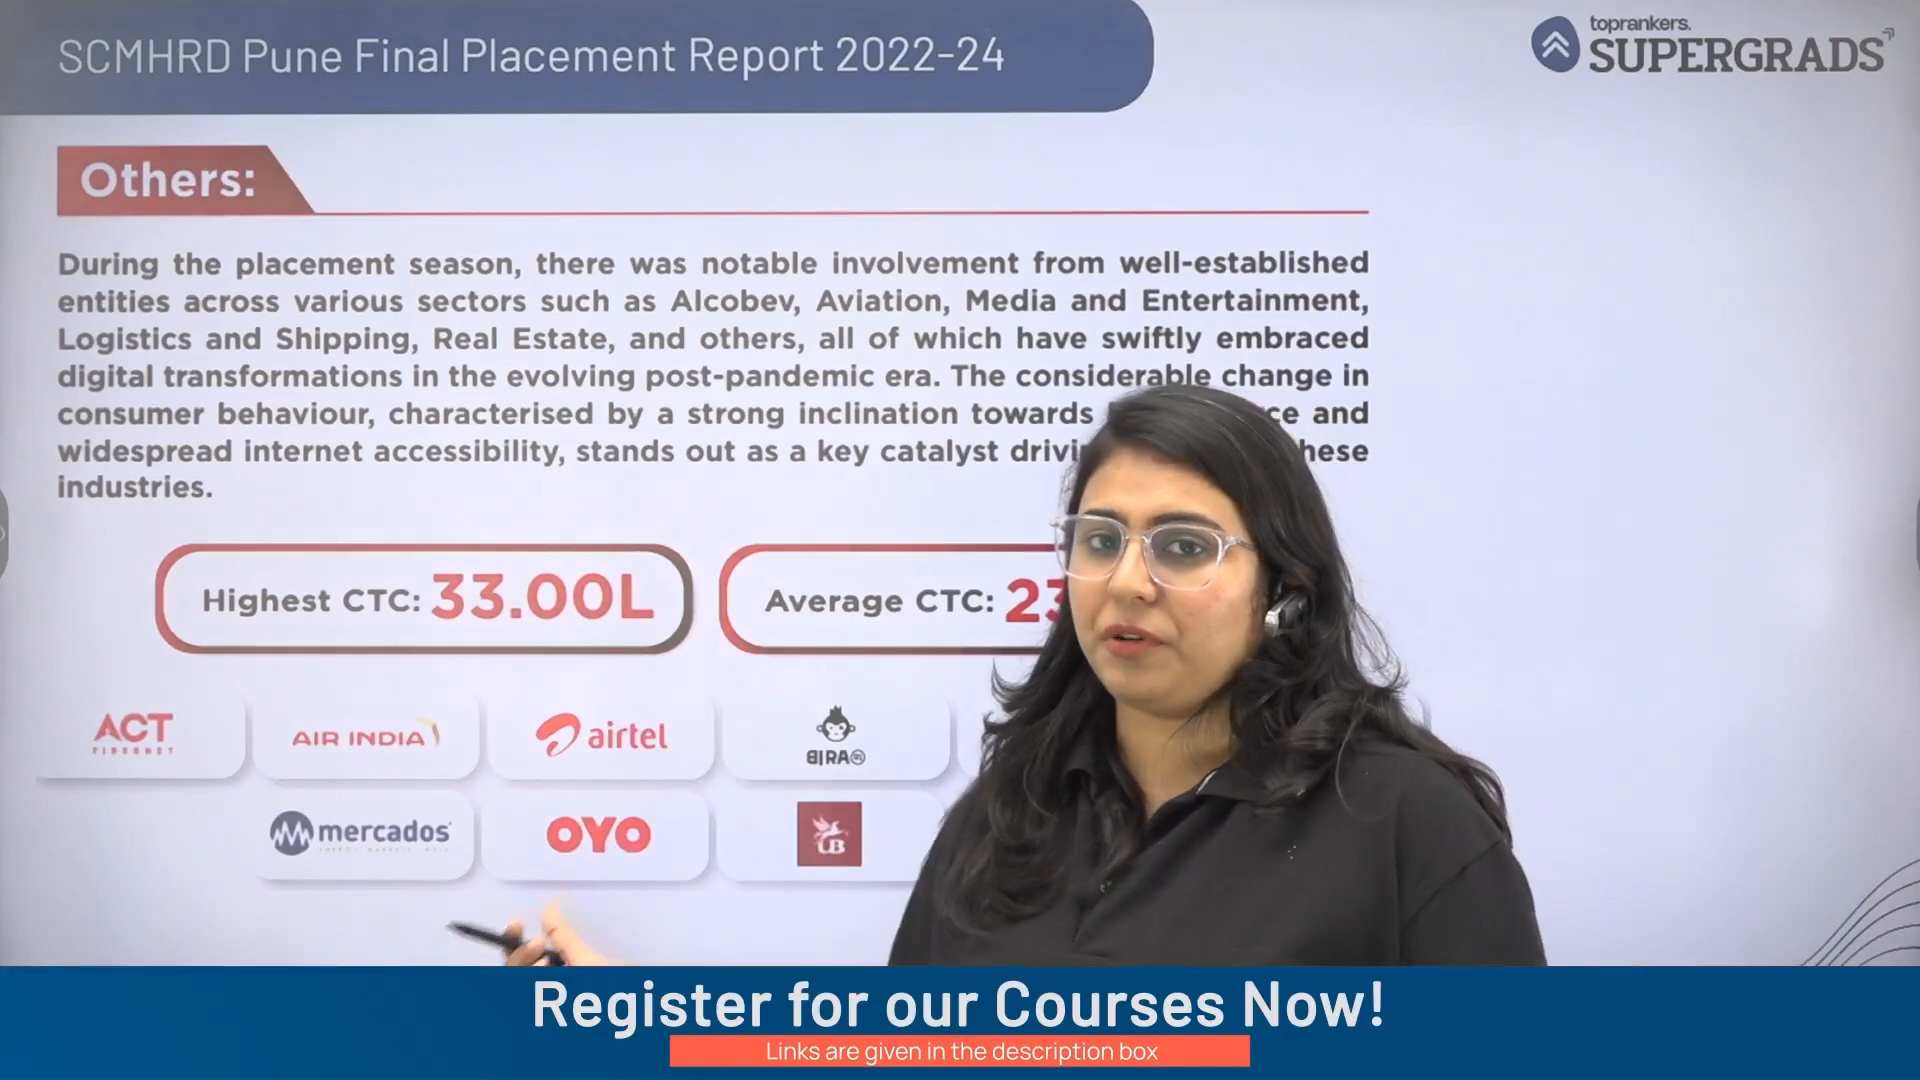 SCMHRD Pune Final Placement Report 2022-24
toprankers.
SUPERGRADS
Others:
During the placement season, there was notable involvement from well-established
entities across various sectors such as Alcobev, Aviation, Media and Entertainment,
Logistics and Shipping, Real Estate, and others, all of which have swiftly embraced
digital transformations in the evolving post-pandemic era. The considerable change in
consumer behaviour, characterised by a strong inclination towards and
widespread internet accessibility, stands out as a key catalyst
industries.
Highest CTC: 33.00L
Average CTC: 23
ACT
FIBERNET
AIR INDIA
airtel
BIRA 91
mercados
OYO
UB
Register for our Courses Now!
Links are given in the description box